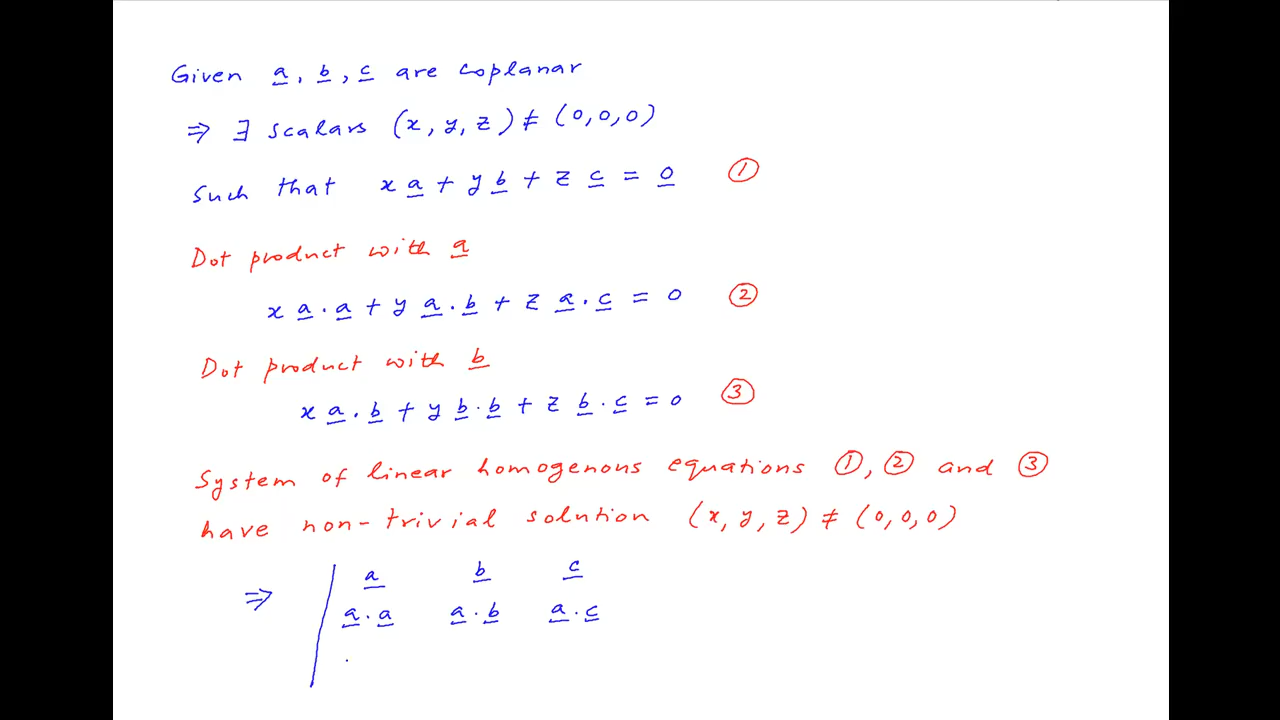 Given a, b, c are coplanar
⇒ ∃ scalars (x, y, z) ≠ (0, 0, 0)
Such that x a + y b + z c = 0 ①
Dot product with a
x a . a + y a . b + z a . c = 0 ②
Dot product with b
x a . b + y b . b + z b . c = 0 ③
System of linear homogenous equations ①, ② and ③
have non-trivial solution (x, y, z) ≠ (0, 0, 0)
⇒ | a b c
a . a a . b a . c